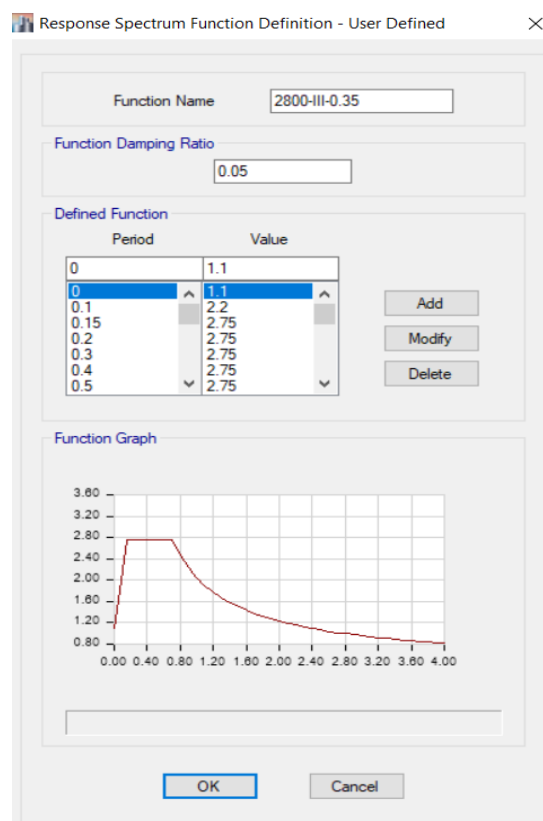 Response Spectrum Function Definition - User Defined
Function Name 2800-III-0.35
Function Damping Ratio
0.05
Defined Function
Period Value
0 1.1
0 1.1
0.1 2.2
0.15 2.75
0.2 2.75
0.3 2.75
0.4 2.75
0.5 2.75
Add
Modify
Delete
Function Graph
3.60
3.20
2.80
2.40
2.00
1.60
1.20
0.80
0.00 0.40 0.80 1.20 1.60 2.00 2.40 2.80 3.20 3.60 4.00
OK Cancel